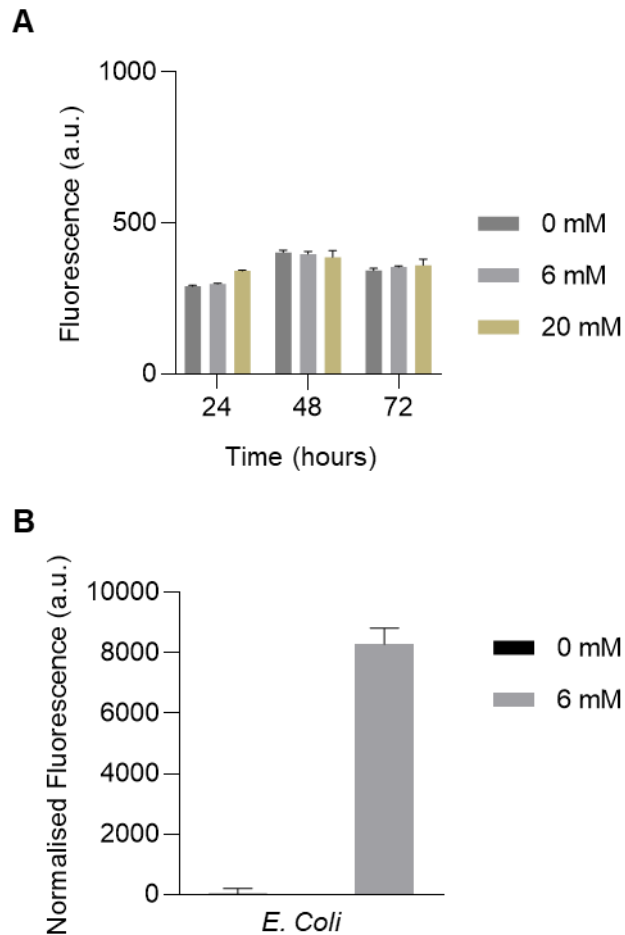 A
1000
500
0
Fluorescence (a.u.)
24 48 72
Time (hours)
0 mM
6 mM
20 mM
B
10000
8000
6000
4000
2000
0
Normalised Fluorescence (a.u.)
E. Coli
0 mM
6 mM